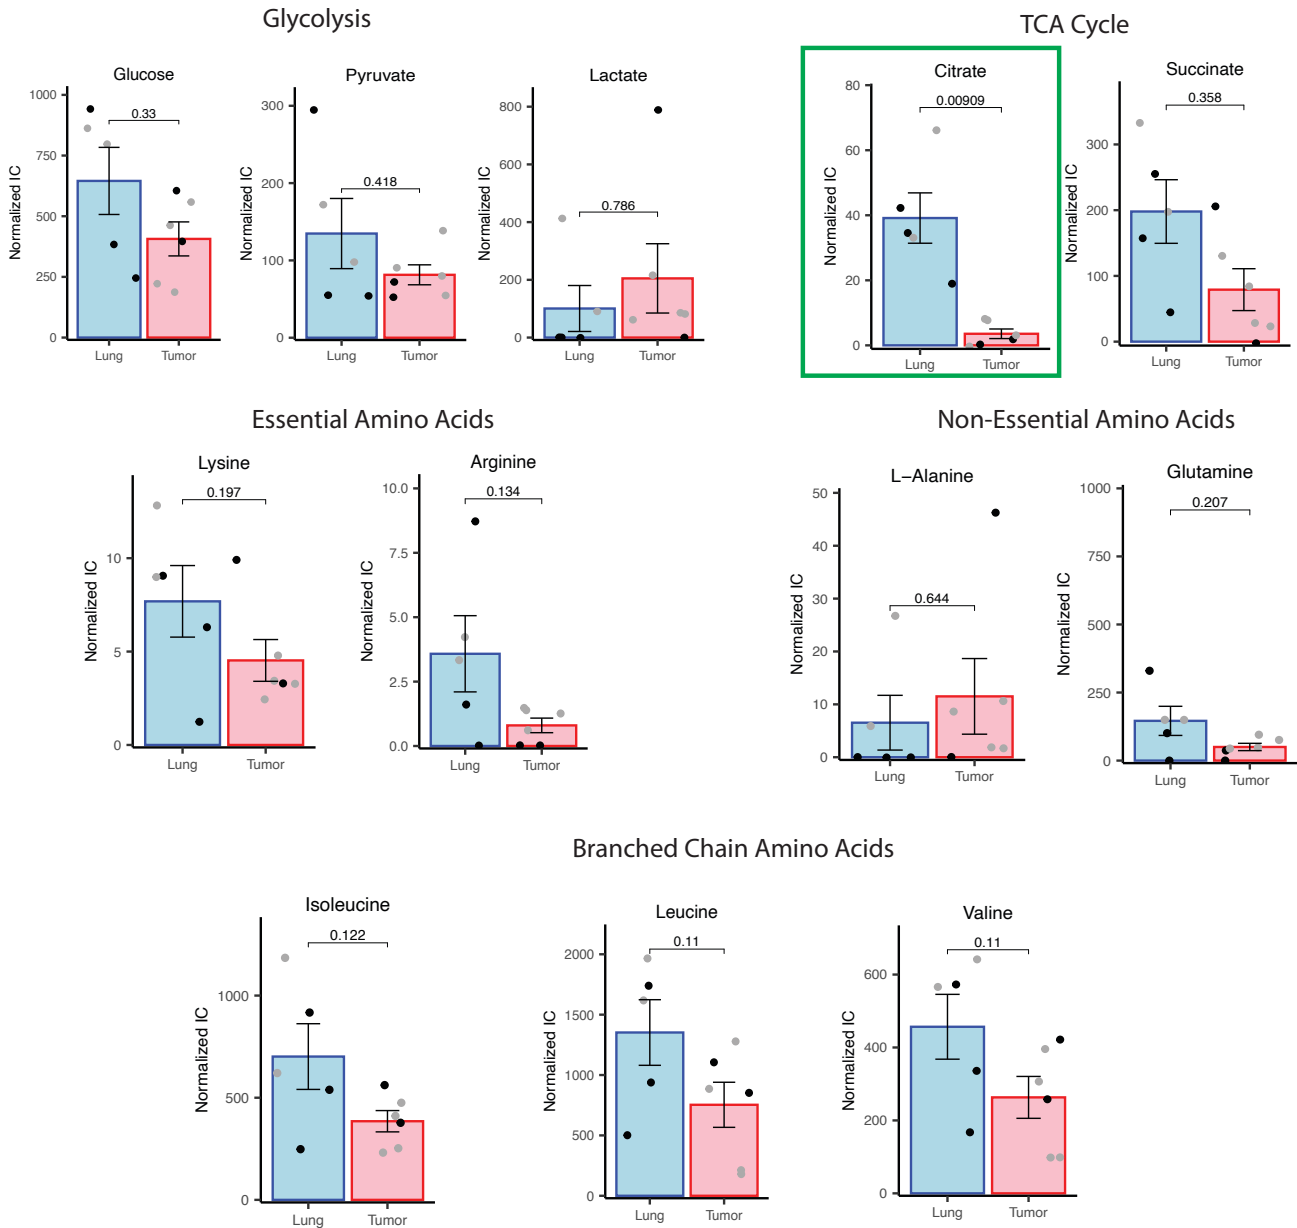 Glycolysis
TCA Cycle
Glucose
Normalized IC
1000
750
500
250
0
0.33
Lung
Tumor
Pyruvate
Normalized IC
300
200
100
0
0.418
Lung
Tumor
Lactate
Normalized IC
800
600
400
200
0
0.786
Lung
Tumor
Citrate
Normalized IC
80
60
40
20
0
0.00909
Lung
Tumor
Succinate
Normalized IC
300
200
100
0
0.358
Lung
Tumor
Essential Amino Acids
Non-Essential Amino Acids
Lysine
Normalized IC
10
5
0
0.197
Lung
Tumor
Arginine
Normalized IC
10.0
7.5
5.0
2.5
0.0
0.134
Lung
Tumor
L-Alanine
Normalized IC
50
40
30
20
10
0
0.644
Lung
Tumor
Glutamine
Normalized IC
1000
750
500
250
0
0.207
Lung
Tumor
Branched Chain Amino Acids
Isoleucine
Normalized IC
1000
500
0
0.122
Lung
Tumor
Leucine
Normalized IC
2000
1500
1000
500
0
0.11
Lung
Tumor
Valine
Normalized IC
600
400
200
0
0.11
Lung
Tumor